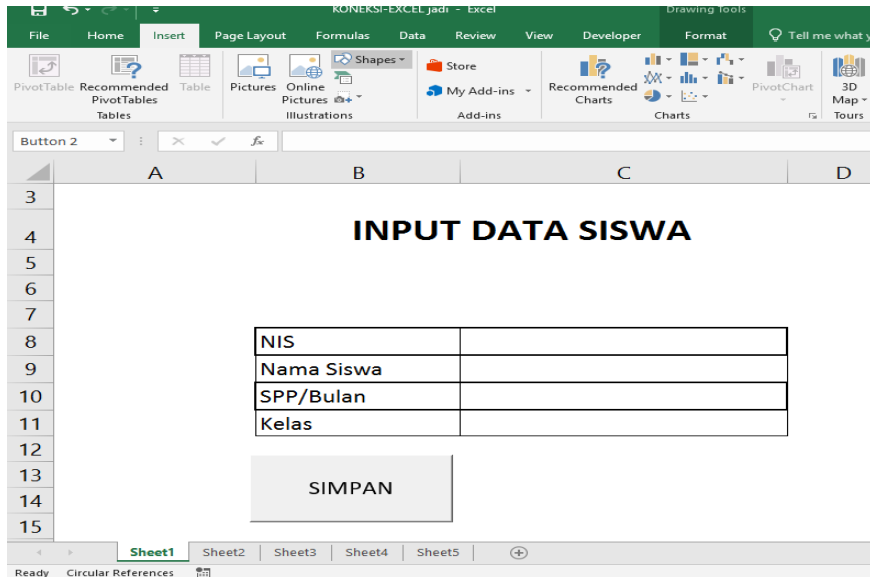 KONEKSI-EXCEL jadi - Excel
Drawing Tools
File Home Insert Page Layout Formulas Data Review View Developer Format Tell me what y
PivotTable
Recommended
PivotTables
Table
Tables
Pictures
Online
Pictures
Shapes
Illustrations
Store
My Add-ins
Add-ins
Recommended
Charts
PivotChart
Charts
3D
Map
Tours
Button 2
fx
A B C D
3
4 INPUT DATA SISWA
5
6
7
8 NIS
9 Nama Siswa
10 SPP/Bulan
11 Kelas
12
13
SIMPAN
14
15
Sheet1 Sheet2 Sheet3 Sheet4 Sheet5
Ready Circular References